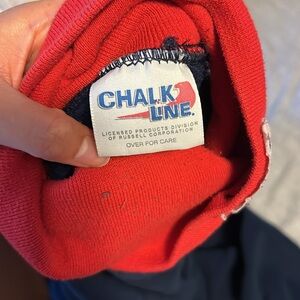 CHALK
LINE.
LICENSED PRODUCTS DIVISION
OF RUSSELL CORPORATION
OVER FOR CARE